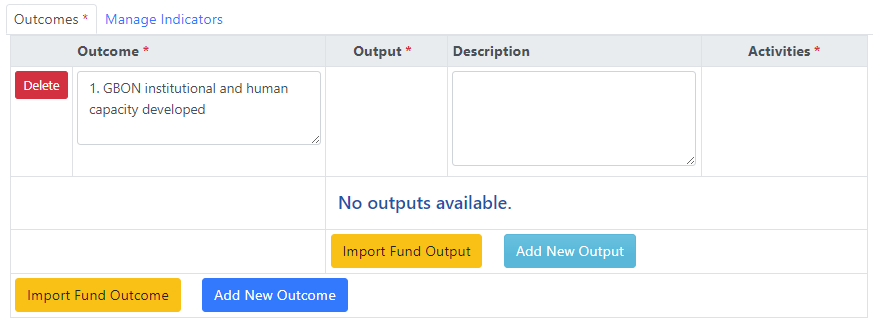 Outcomes * Manage Indicators
Outcome * Output * Description Activities *
Delete 1. GBON institutional and human
capacity developed
No outputs available.
Import Fund Output Add New Output
Import Fund Outcome Add New Outcome